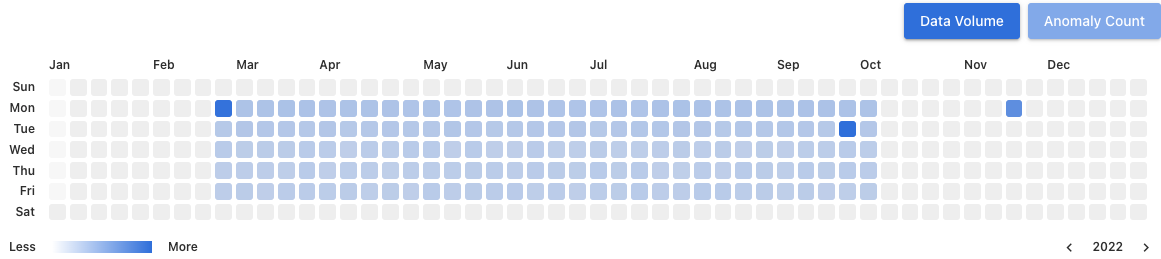 Data Volume Anomaly Count
Jan Feb Mar Apr May Jun Jul Aug Sep Oct Nov Dec
Sun
Mon
Tue
Wed
Thu
Fri
Sat
Less More 2022